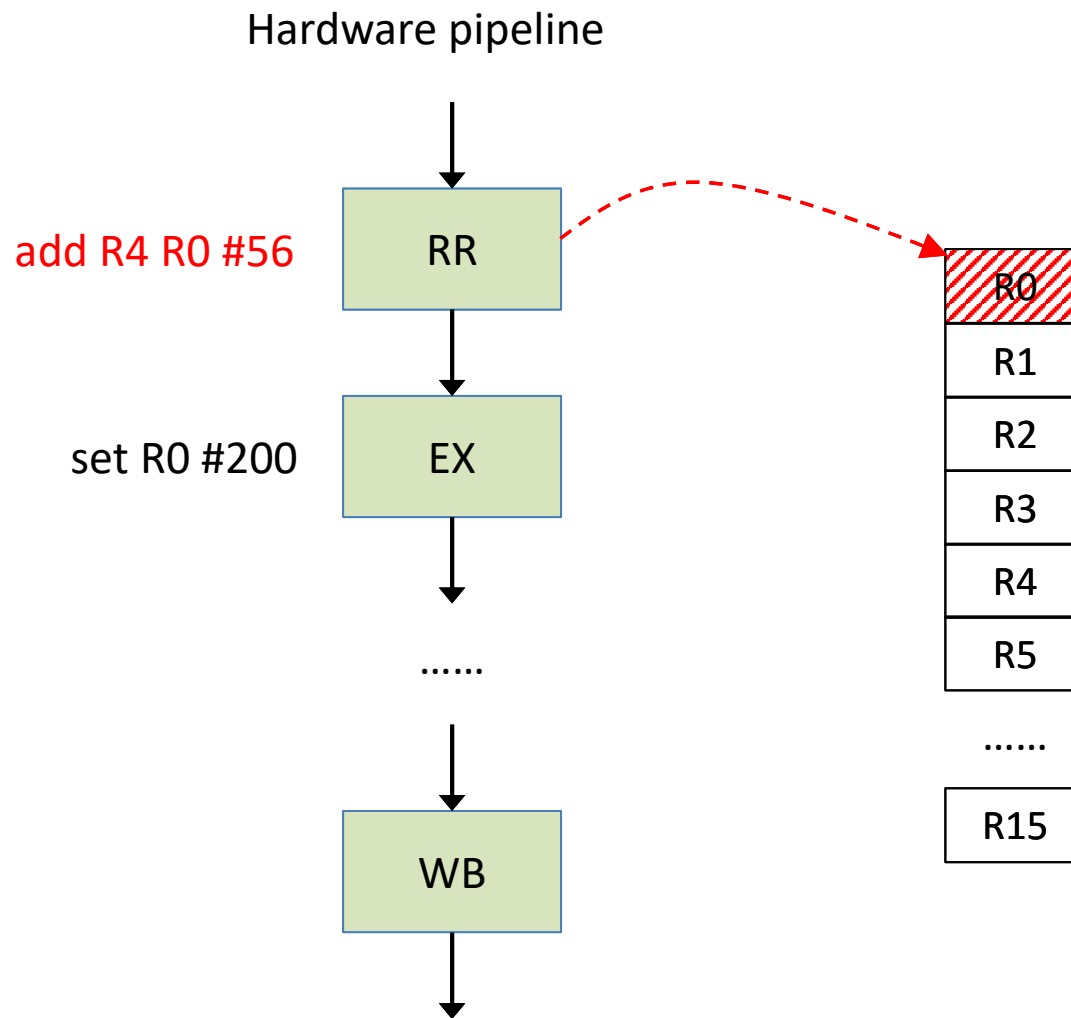 Hardware pipeline
add R4 R0 #56
RR
R0
R1
set R0 #200
EX
R2
R3
R4
R5
......
......
R15
WB